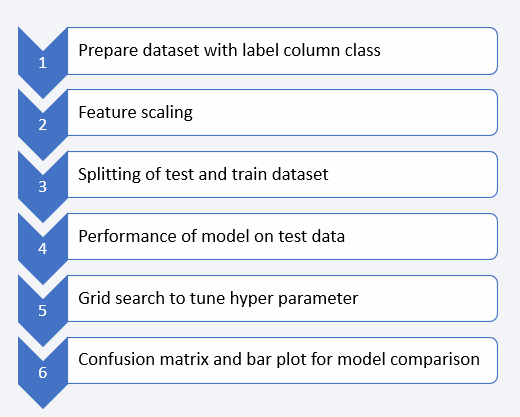 1 Prepare dataset with label column class
2 Feature scaling
3 Splitting of test and train dataset
4 Performance of model on test data
5 Grid search to tune hyper parameter
6 Confusion matrix and bar plot for model comparison